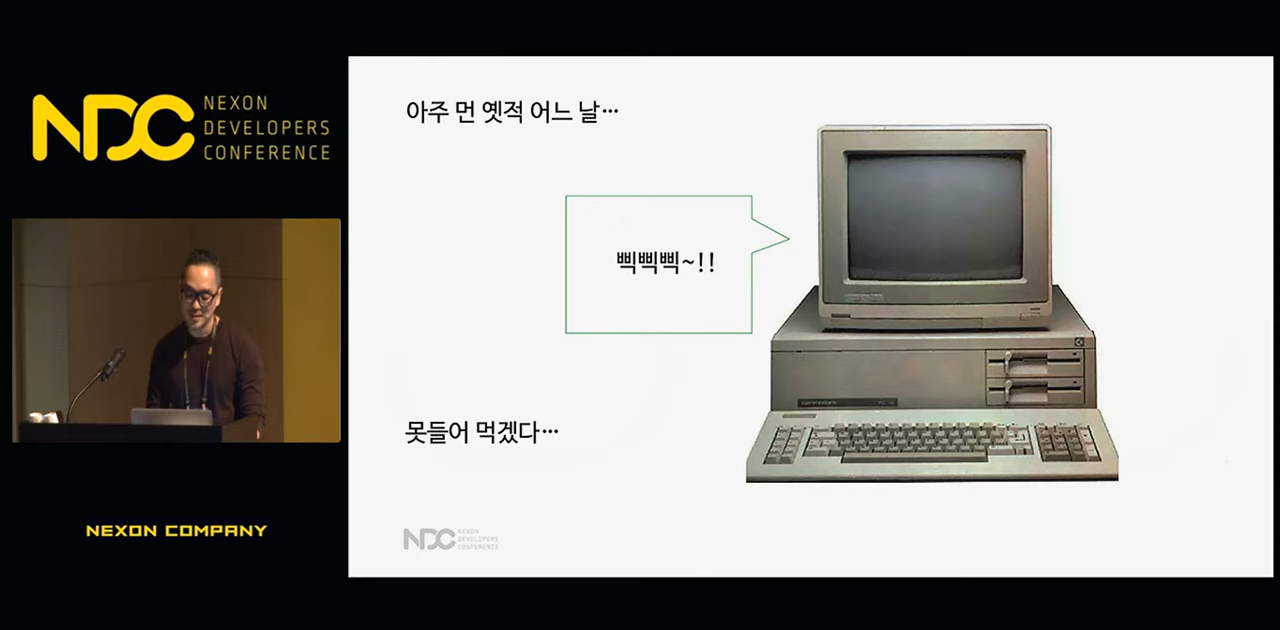 NDC
NEXON
DEVELOPERS
CONFERENCE
아주 먼 옛적 어느 날…
삑삑삑~!!
못들어 먹겠다…
NDC
NEXON
DEVELOPERS
CONFERENCE
NEXON COMPANY